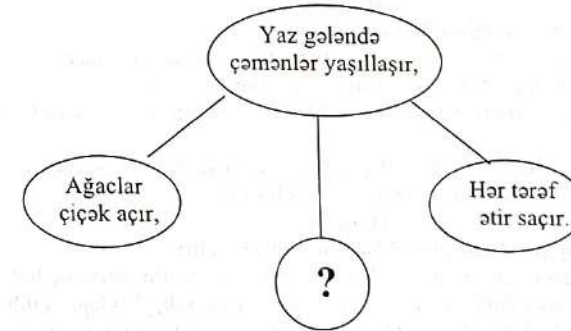 Yaz gələndə
çəmənlər yaşıllaşır,
Ağaclar
çiçək açır,
Hər tərəf
ətir saçır.
?